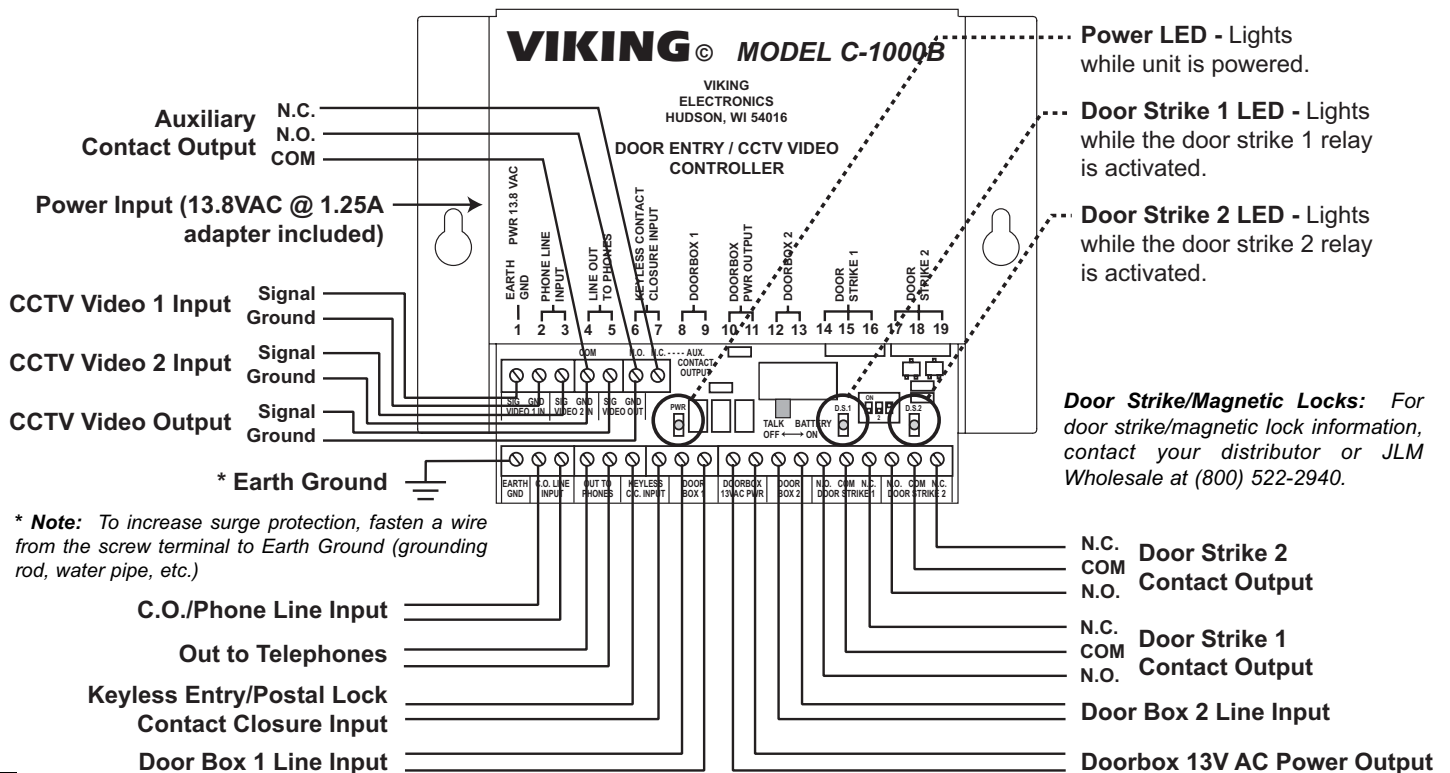 VIKING© MODEL C-1000B
VIKING
ELECTRONICS
HUDSON, WI 54016
DOOR ENTRY / CCTV VIDEO
CONTROLLER
Auxiliary
Contact Output
N.C.
N.O.
COM
Power Input (13.8VAC @ 1.25A
adapter included)
CCTV Video 1 Input
Signal
Ground
CCTV Video 2 Input
Signal
Ground
CCTV Video Output
Signal
Ground
* Earth Ground
* Note: To increase surge protection, fasten a wire
from the screw terminal to Earth Ground (grounding
rod, water pipe, etc.)
C.O./Phone Line Input
Out to Telephones
Keyless Entry/Postal Lock
Contact Closure Input
Door Box 1 Line Input
PWR 13.8 VAC
EARTH
GND
PHONE LINE
INPUT
LINE OUT
TO PHONES
KEYLESS CONTACT
CLOSURE INPUT
DOORBOX 1
DOORBOX
PWR OUTPUT
DOORBOX 2
DOOR
STRIKE 1
DOOR
STRIKE 2
1 2 3 4 5 6 7 8 9 10 11 12 13 14 15 16 17 18 19
COM N.O. N.C. ---- AUX.
CONTACT
OUTPUT
SIG GND SIG GND SIG GND
VIDEO 1 IN VIDEO 2 IN VIDEO OUT
PWR
TALK BATTERY
OFF ←→ ON
D.S.1
ON
2
D.S.2
EARTH
GND
C.O. LINE
INPUT
OUT TO
PHONES
KEYLESS
C.C. INPUT
DOOR
BOX 1
DOORBOX
13VAC PWR
DOOR
BOX 2
N.O. COM N.C.
DOOR STRIKE 1
N.O. COM N.C.
DOOR STRIKE 2
Power LED - Lights
while unit is powered.
Door Strike 1 LED - Lights
while the door strike 1 relay
is activated.
Door Strike 2 LED - Lights
while the door strike 2 relay
is activated.
Door Strike/Magnetic Locks: For
door strike/magnetic lock information,
contact your distributor or JLM
Wholesale at (800) 522-2940.
N.C.
COM
N.O.
Door Strike 2
Contact Output
N.C.
COM
N.O.
Door Strike 1
Contact Output
Door Box 2 Line Input
Doorbox 13V AC Power Output